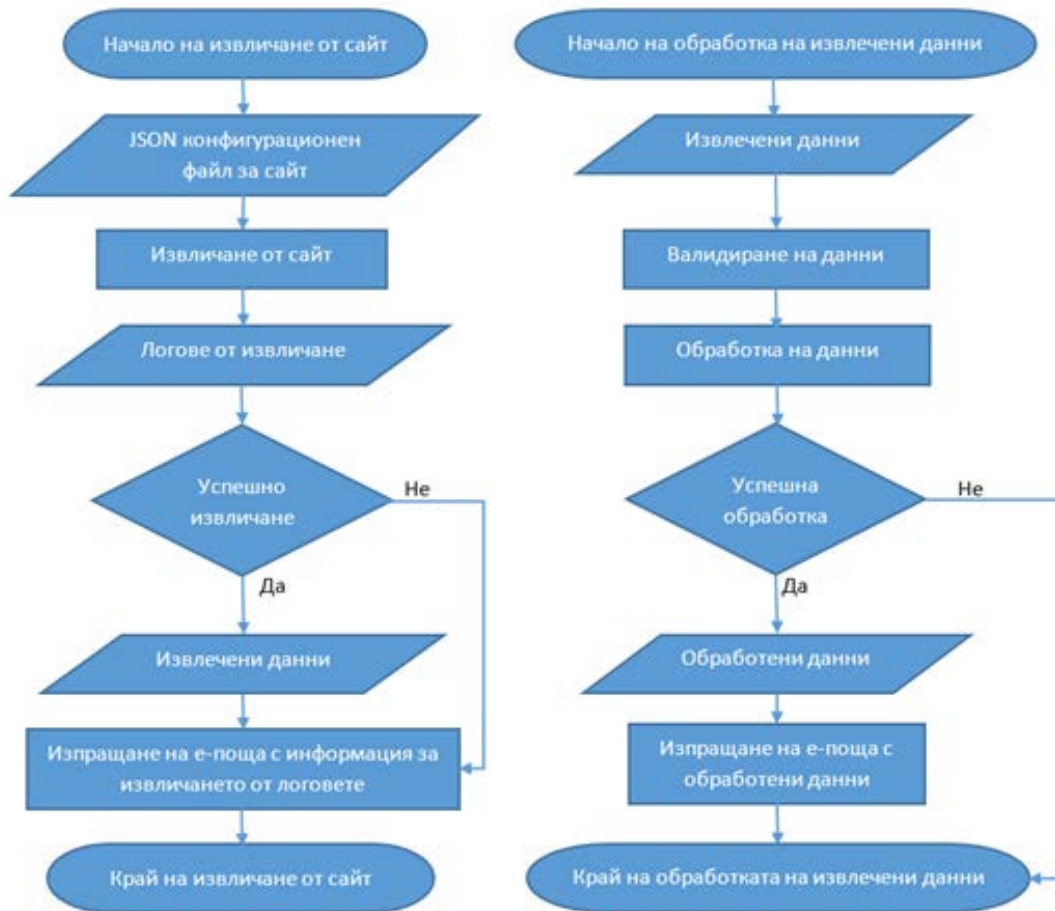 Начало на извличане от сайт
JSON конфигурационен
файл за сайт
Извличане от сайт
Логове от извличане
Успешно
извличане
Не
Да
Извлечени данни
Изпращане на е-поща с информация за
извличането от логовете
Край на извличане от сайт
Начало на обработка на извлечени данни
Извлечени данни
Валидиране на данни
Обработка на данни
Успешна
обработка
Не
Да
Обработени данни
Изпращане на е-поща с
обработени данни
Край на обработката на извлечени данни